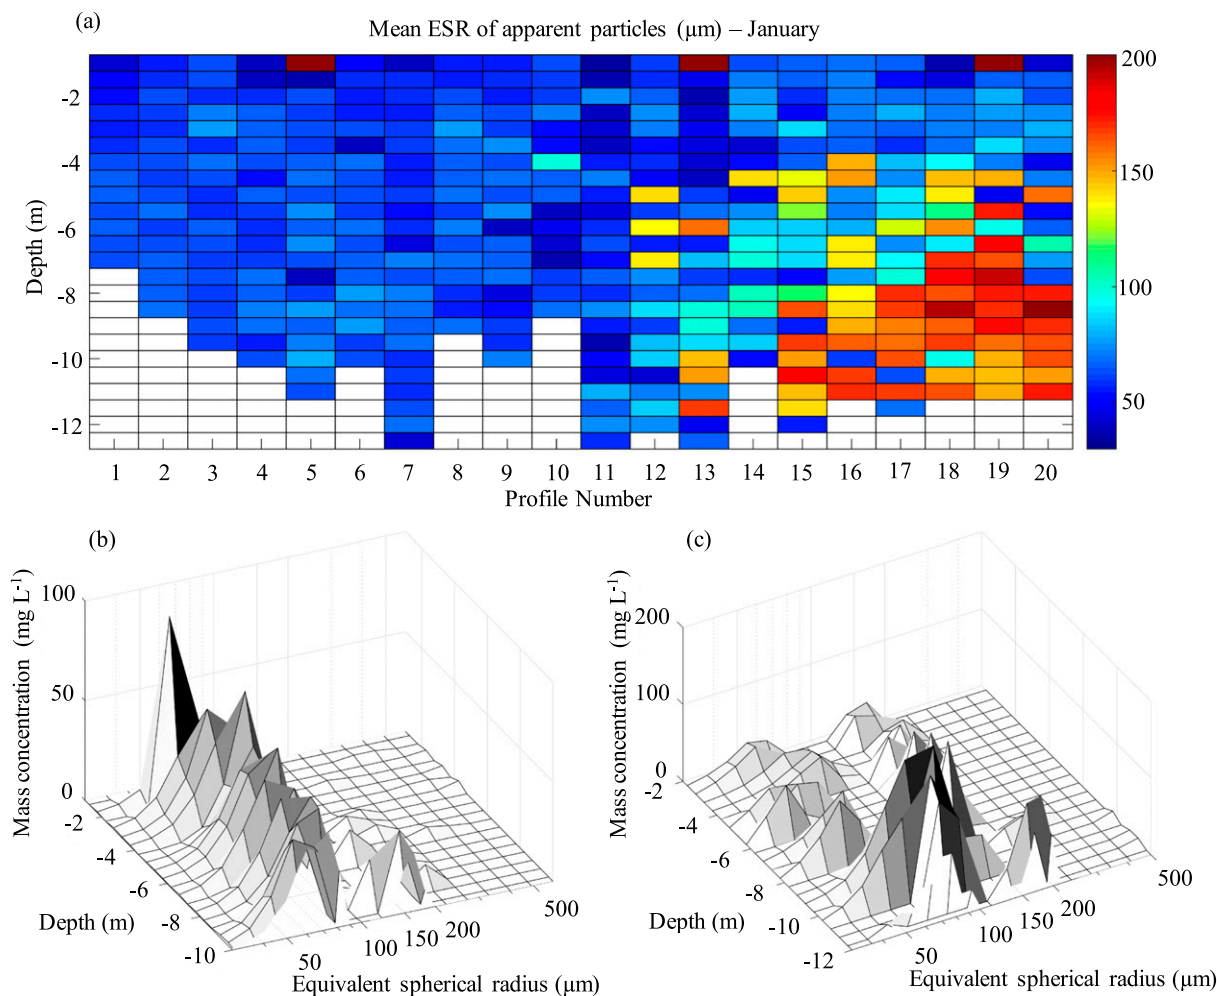 (a)
Mean ESR of apparent particles (μm) – January
Depth (m)
-2
-4
-6
-8
-10
-12
1 2 3 4 5 6 7 8 9 10 11 12 13 14 15 16 17 18 19 20
Profile Number
200
150
100
50
(b)
Mass concentration (mg L-1)
100
50
0
-2
-4
-6
-8
-10
Depth (m)
50 100 150 200 500
Equivalent spherical radius (μm)
(c)
Mass concentration (mg L-1)
200
100
0
-2
-4
-6
-8
-10
-12
Depth (m)
50 100 150 200 500
Equivalent spherical radius (μm)